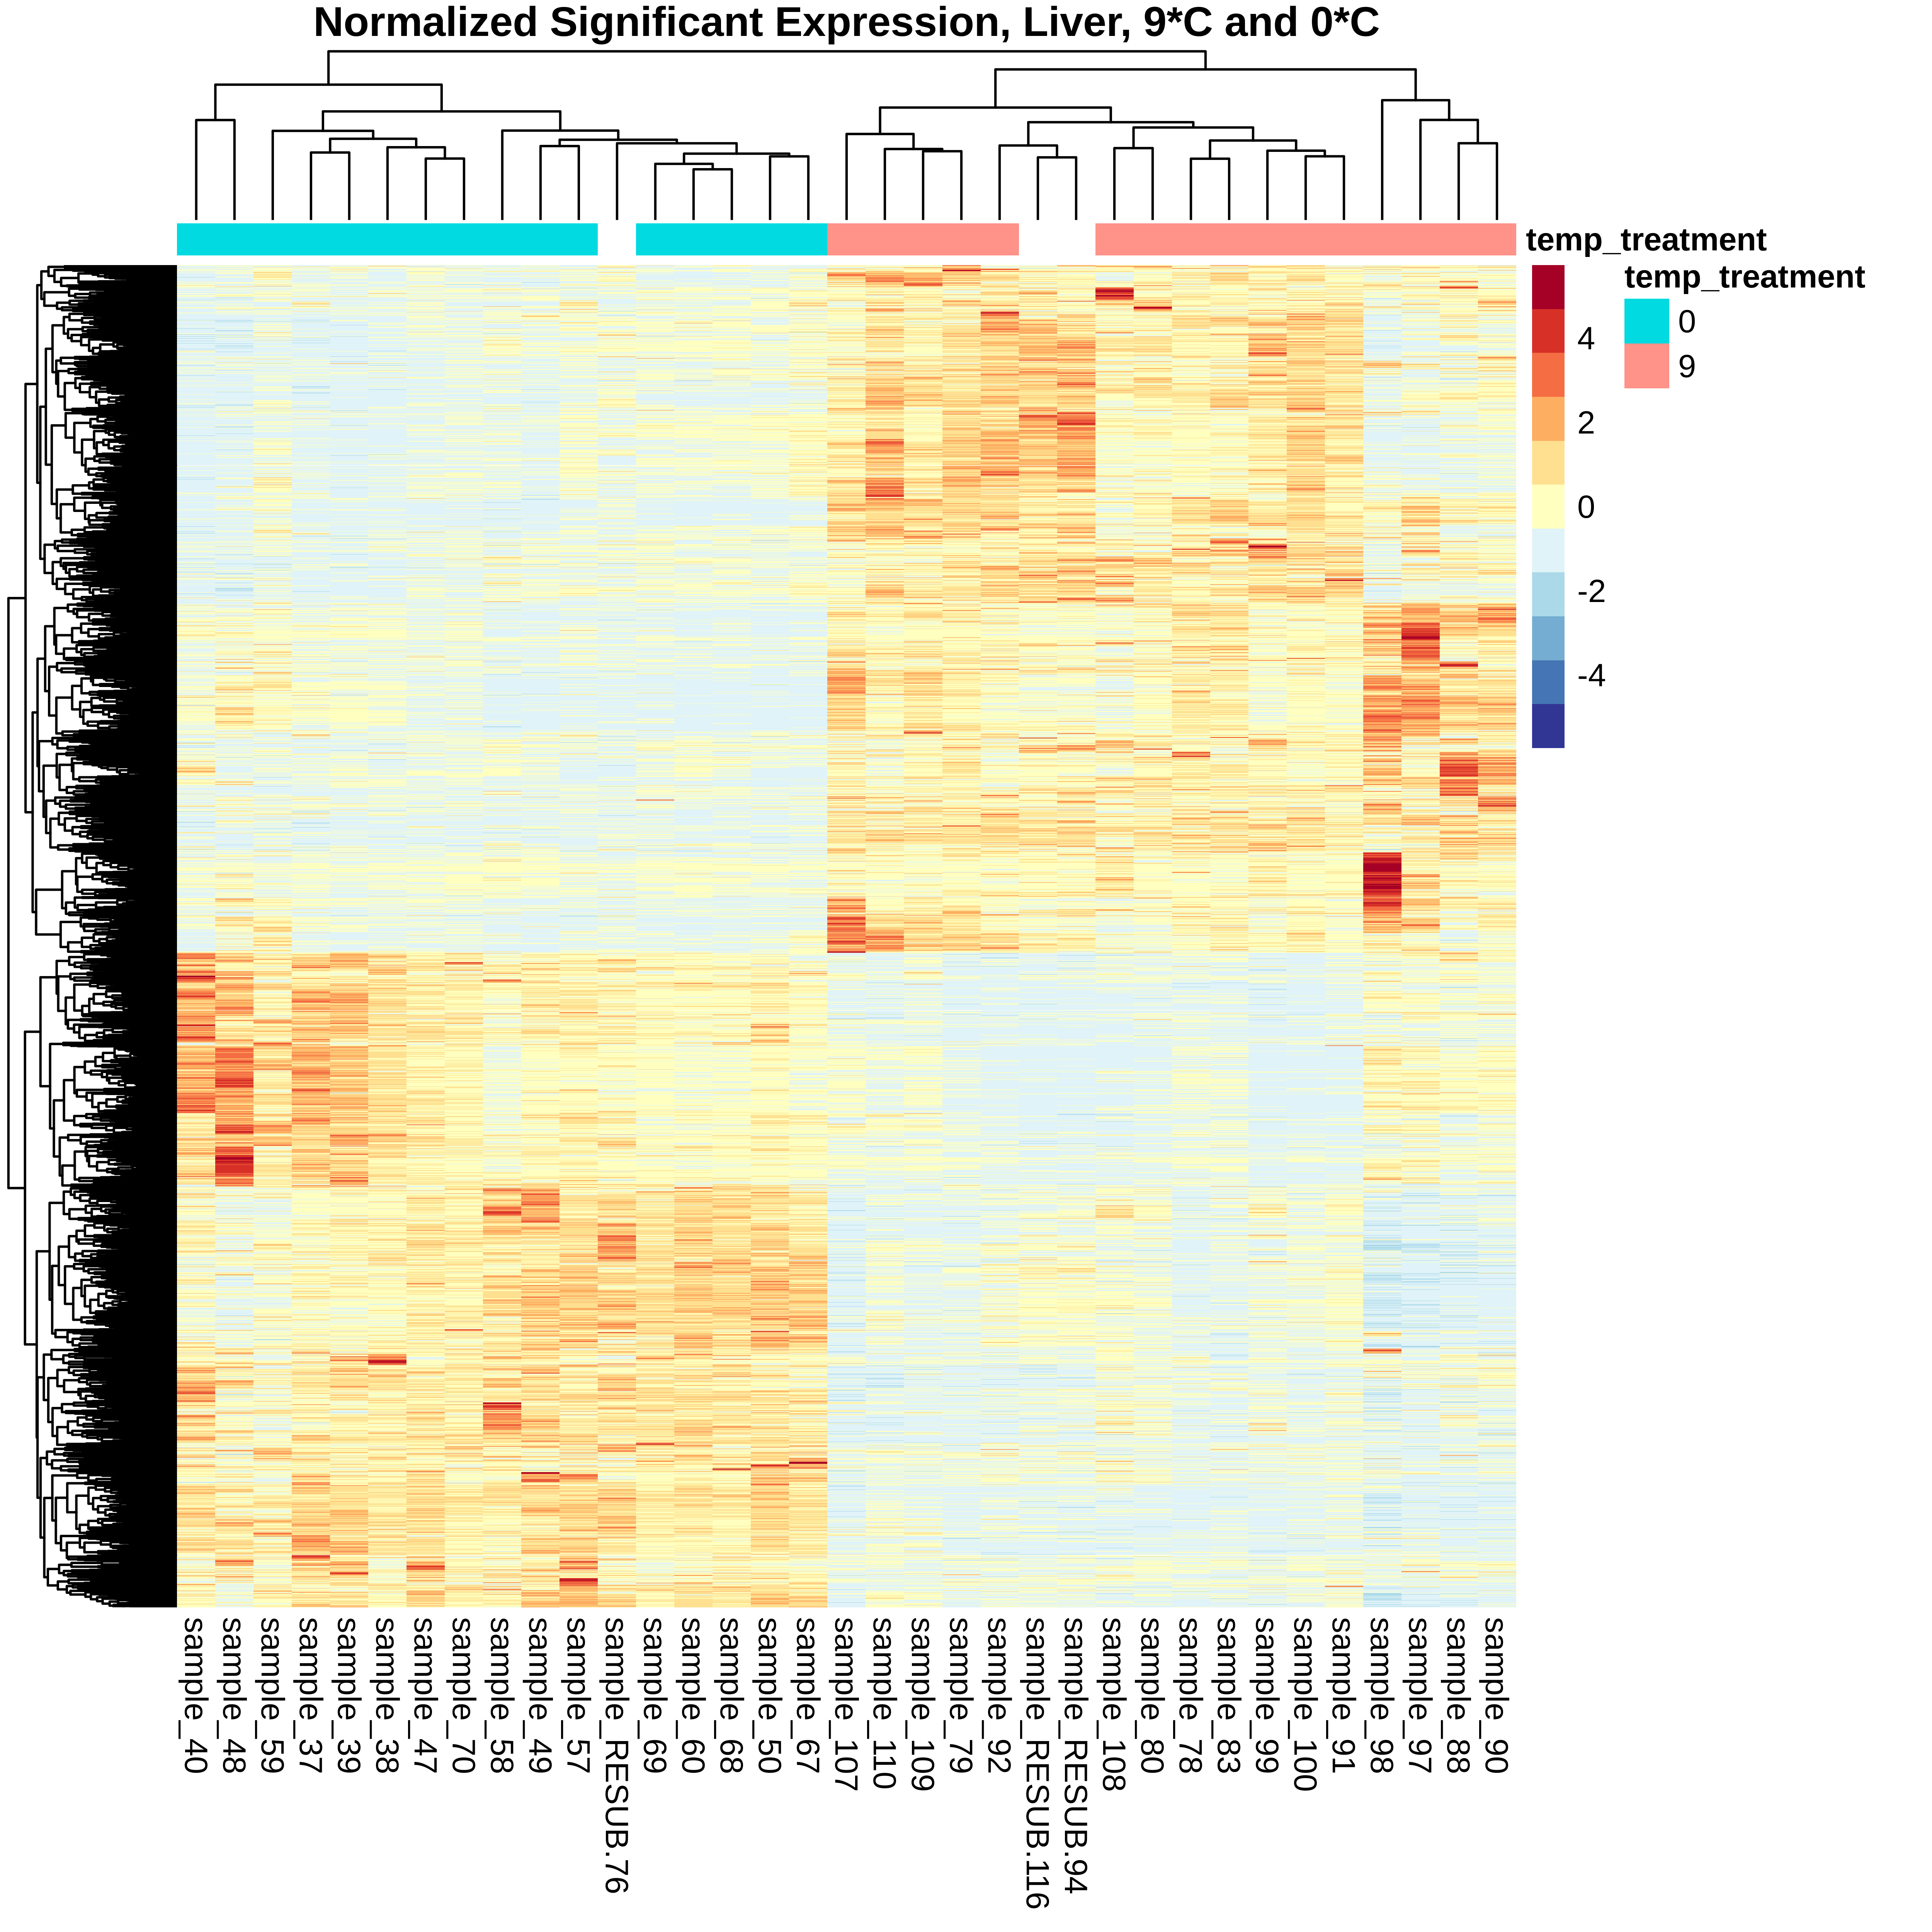 Normalized Significant Expression, Liver, 9*C and 0*C
temp_treatment
temp_treatment
0
9
4
2
0
-2
-4
sample_40
sample_48
sample_59
sample_37
sample_39
sample_38
sample_47
sample_70
sample_58
sample_49
sample_57
sample_RESUB.76
sample_69
sample_60
sample_68
sample_50
sample_67
sample_107
sample_110
sample_109
sample_79
sample_92
sample_RESUB.116
sample_RESUB.94
sample_108
sample_80
sample_78
sample_83
sample_99
sample_100
sample_91
sample_98
sample_97
sample_88
sample_90